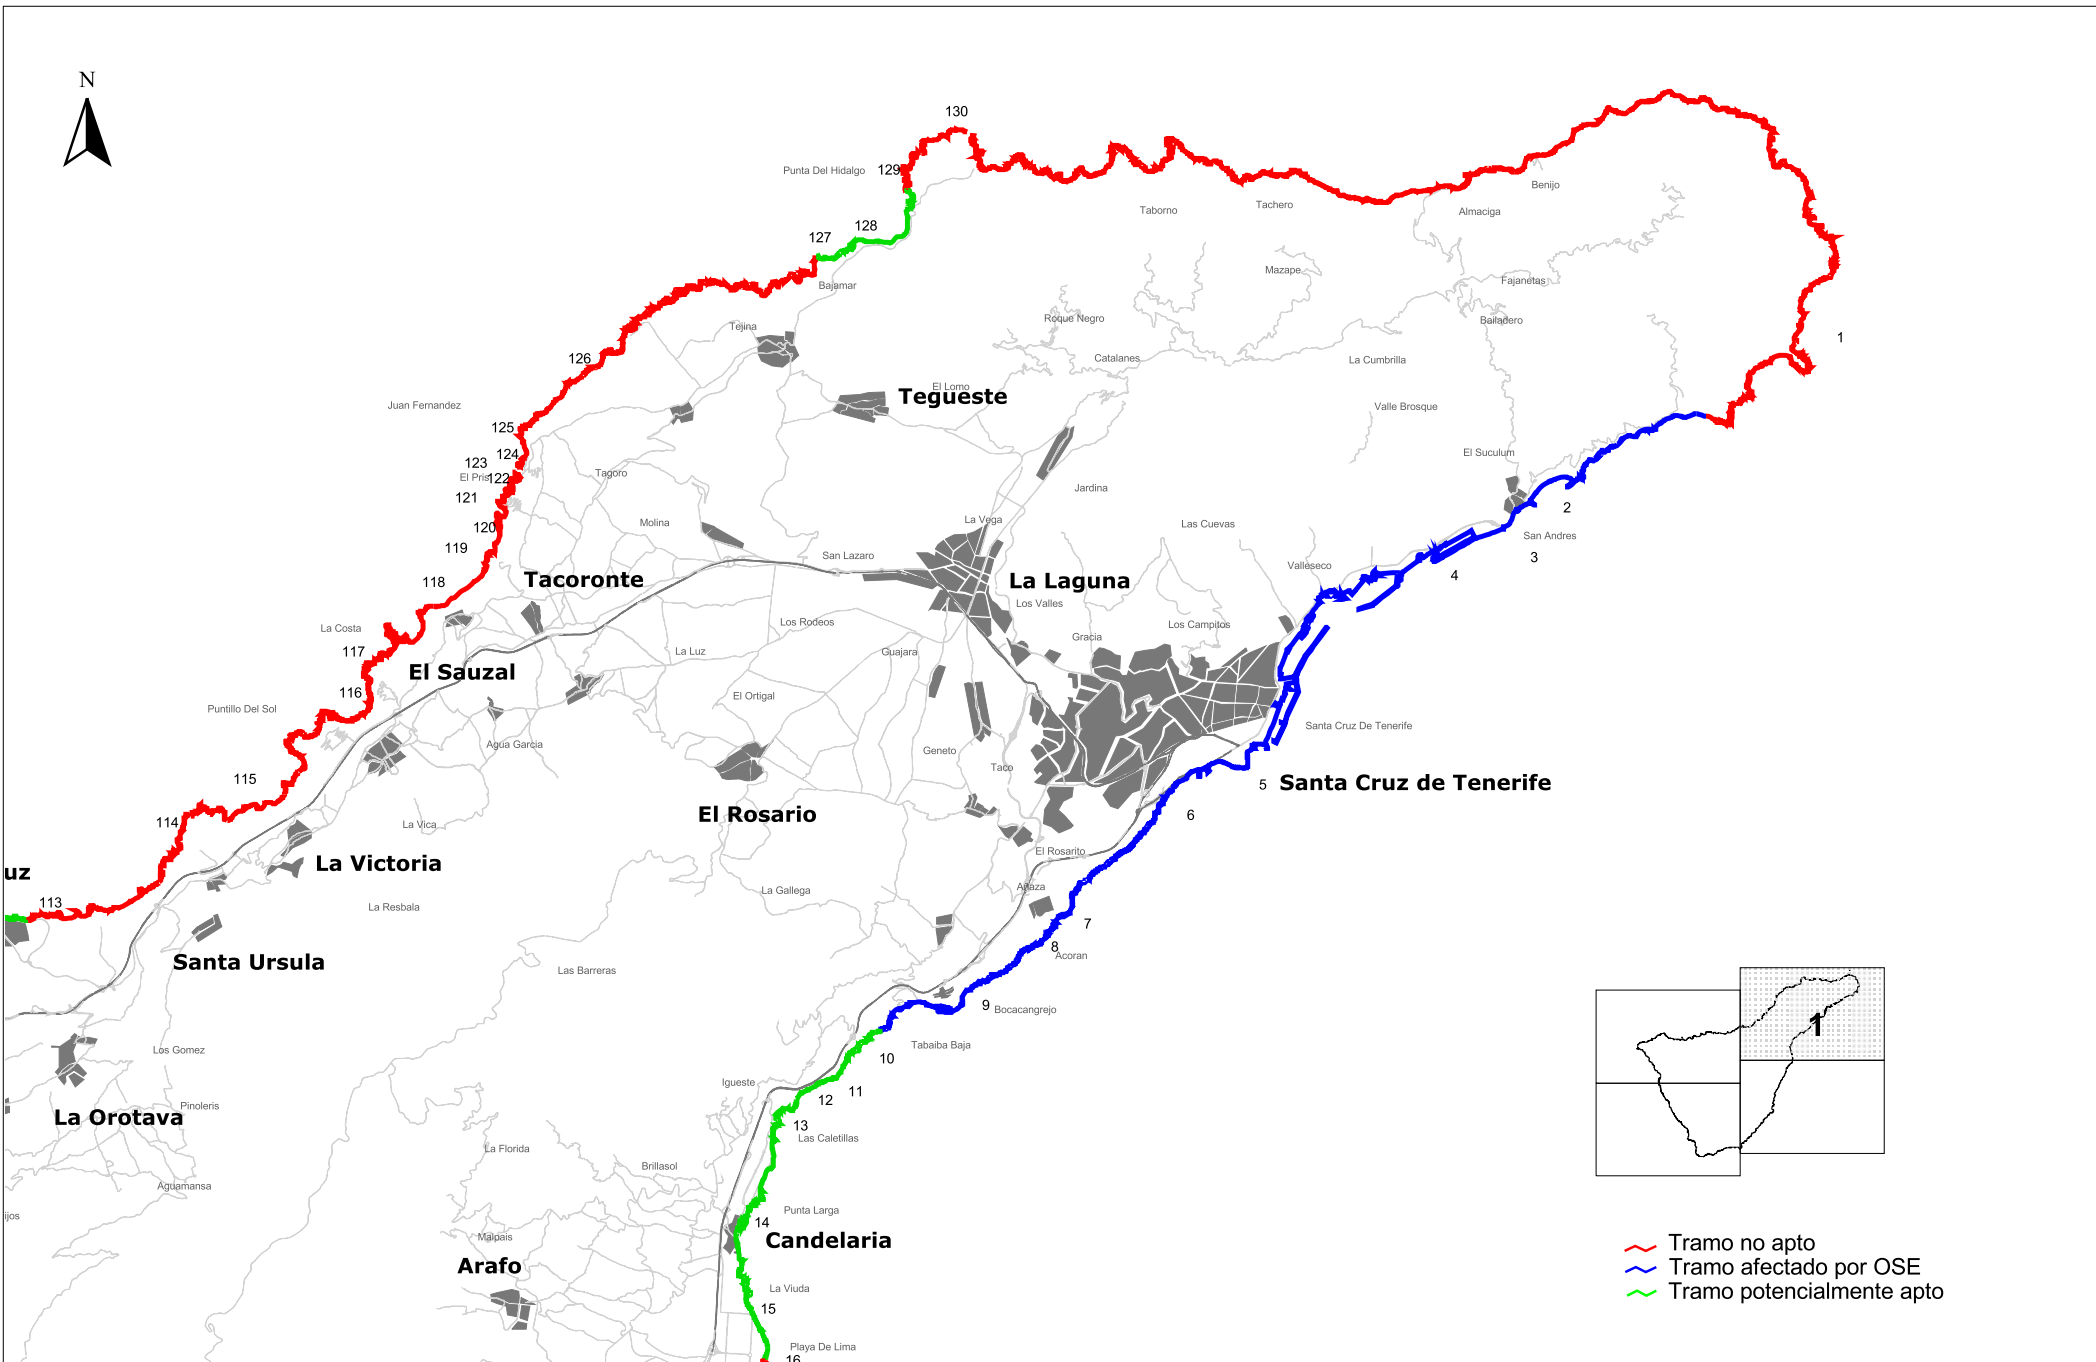 N
130
Punta Del Hidalgo
129
Benijo
Taborno
Tachero
Almaciga
128
127
Mazape
Fajanetas
Bajamar
Roque Negro
Bailadero
Tejina
1
126
Catalanes
La Cumbrilla
El Lomo
Tegueste
Juan Fernandez
Valle Brosque
125
124
El Suculum
123
El Pris
122
Tagoro
Jardina
121
2
La Vega
Las Cuevas
Molina
120
San Andres
119
San Lazaro
3
Valleseco
4
118
Tacoronte
La Laguna
Los Valles
La Costa
Los Rodeos
Los Campitos
Gracia
117
La Luz
Guajara
El Sauzal
116
El Ortigal
Puntillo Del Sol
Santa Cruz De Tenerife
Agua Garcia
Geneto
Taco
115
5
Santa Cruz de Tenerife
114
La Vica
El Rosario
6
El Rosarito
La Victoria
uz
Añaza
La Gallega
113
La Resbala
7
8
Acoran
Santa Ursula
Las Barreras
9
Bocacangrejo
1
Los Gomez
Tabaiba Baja
10
Igueste
11
12
Pinoleris
La Orotava
13
Las Caletillas
La Florida
Brillasol
Aguamansa
ijos
Punta Larga
14
Malpais
Candelaria
Arafo
La Viuda
15
Playa De Lima
16
Tramo no apto
Tramo afectado por OSE
Tramo potencialmente apto